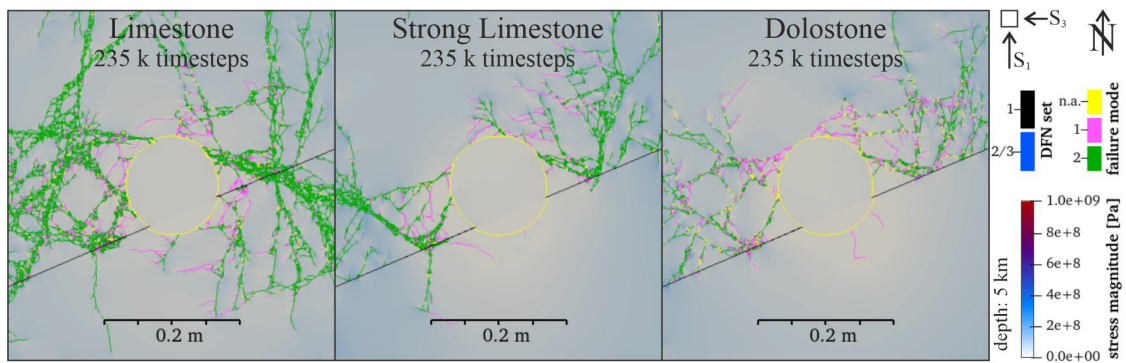 Limestone
235 k timesteps
0.2 m
Strong Limestone
235 k timesteps
0.2 m
Dolostone
235 k timesteps
0.2 m
S3
S1
N
1
2/3
DFN set
n.a.
1
2
failure mode
depth: 5 km
1.0e+09
8e+8
6e+8
4e+8
2e+8
0.0e+00
stress magnitude [Pa]